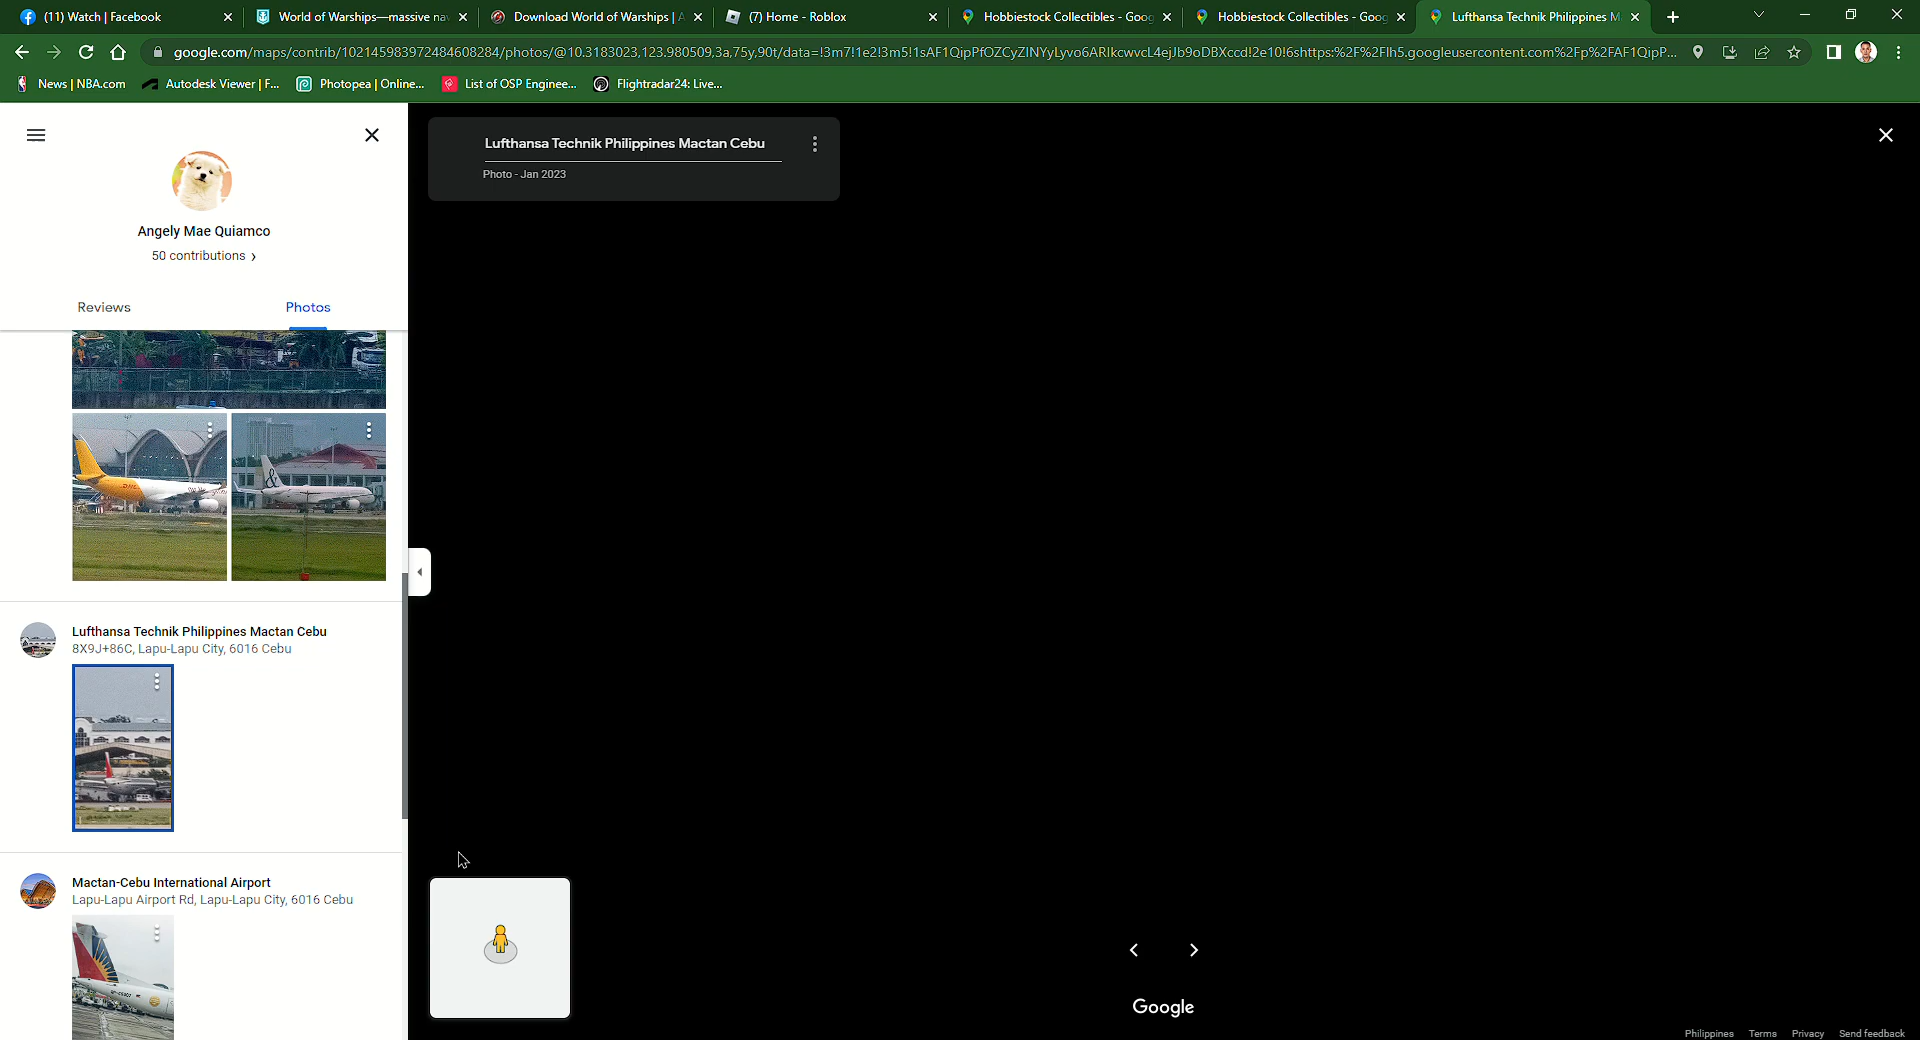 (11) Watch | Facebook
World of Warships—massive na
Download World of Warships | A
(7) Home - Roblox
Hobbiestock Collectibles - Goog
Hobbiestock Collectibles - Goog
Lufthansa Technik Philippines M
google.com/maps/contrib/102145983972484608284/photos/@10.3183023,123.980509,3a,75y,90t/data=!3m7!1e2!3m5!1sAF1QipPfOZCyZINYyLyvo6ARIkcwvcL4ejJb9oDBXccd!2e10!6shttps:%2F%2Flh5.googleusercontent.com%2Fp%2FAF1QipP...
News | NBA.com
Autodesk Viewer | F...
Photopea | Online...
List of OSP Enginee...
Flightradar24: Live...
Angely Mae Quiamco
50 contributions
Reviews
Photos
Lufthansa Technik Philippines Mactan Cebu
8X9J+86C, Lapu-Lapu City, 6016 Cebu
Mactan-Cebu International Airport
Lapu-Lapu Airport Rd, Lapu-Lapu City, 6016 Cebu
Lufthansa Technik Philippines Mactan Cebu
Photo - Jan 2023
Google
Philippines
Terms
Privacy
Send feedback